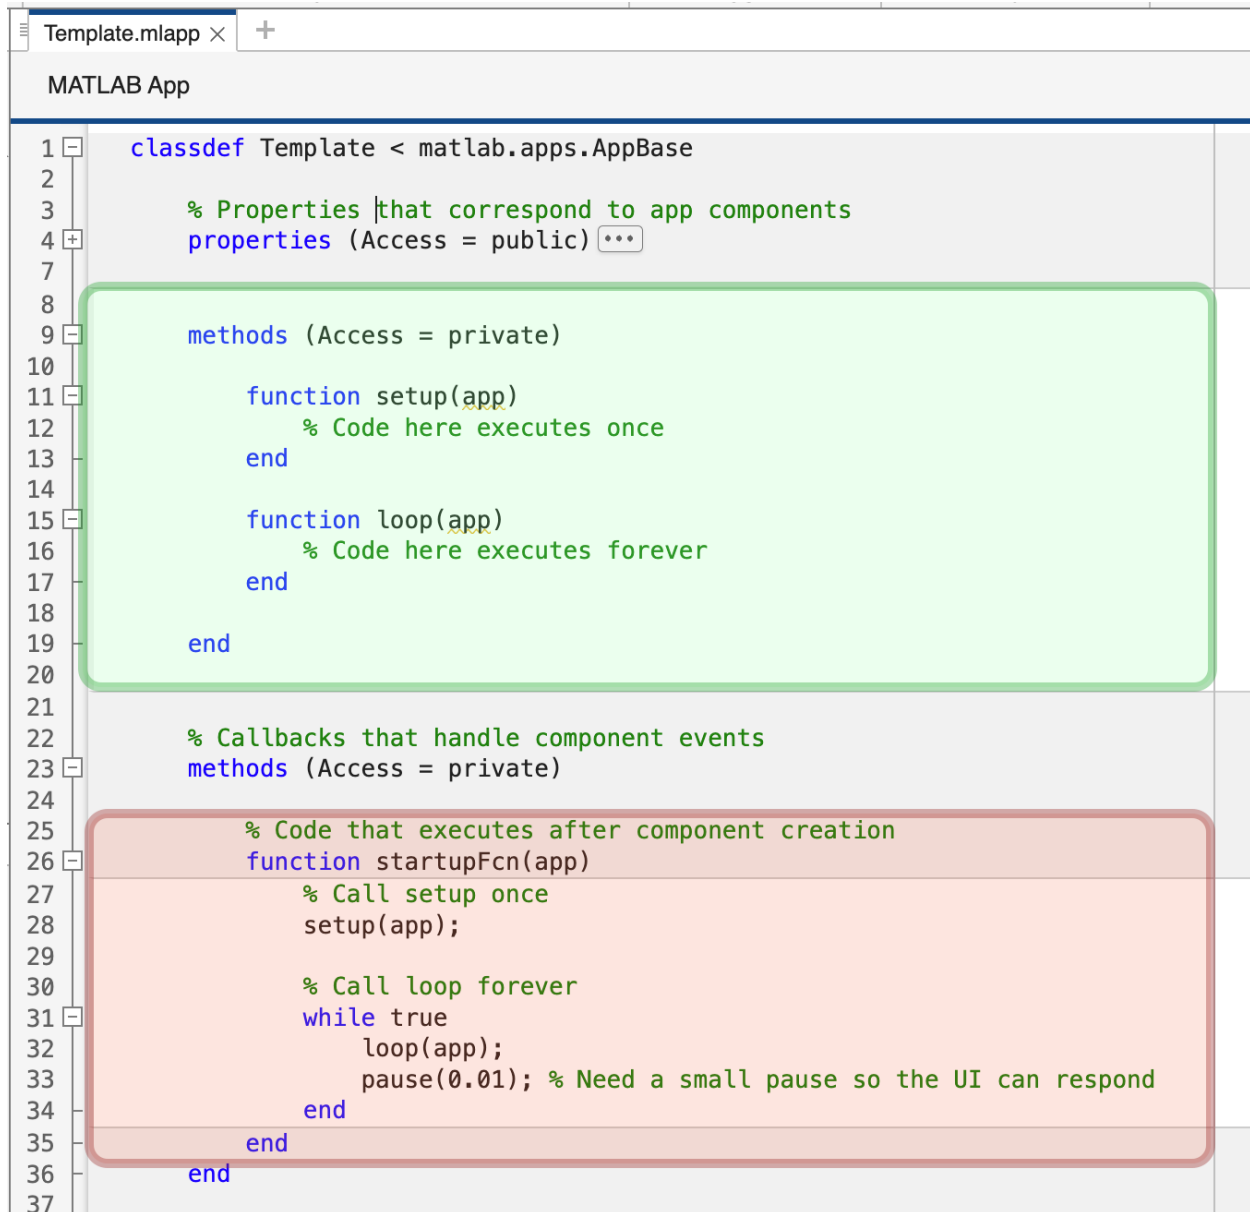 Template.mlapp
MATLAB App
1 classdef Template < matlab.apps.AppBase
2
3 % Properties that correspond to app components
4 properties (Access = public)
7
8
9 methods (Access = private)
10
11 function setup(app)
12 % Code here executes once
13 end
14
15 function loop(app)
16 % Code here executes forever
17 end
18
19 end
20
21
22 % Callbacks that handle component events
23 methods (Access = private)
24
25 % Code that executes after component creation
26 function startupFcn(app)
27 % Call setup once
28 setup(app);
29
30 % Call loop forever
31 while true
32 loop(app);
33 pause(0.01); % Need a small pause so the UI can respond
34 end
35 end
36 end
37